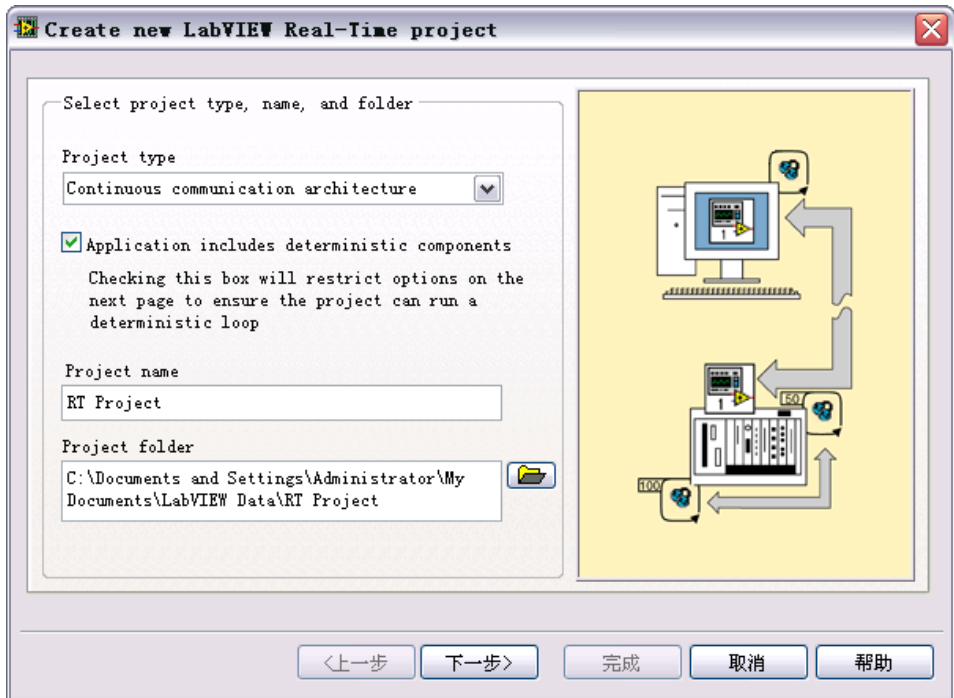 Create new LabVIEW Real-Time project
Select project type, name, and folder
Project type
Continuous communication architecture
Application includes deterministic components
Checking this box will restrict options on the
next page to ensure the project can run a
deterministic loop
Project name
RT Project
Project folder
C:\Documents and Settings\Administrator\My
Documents\LabVIEW Data\RT Project
1
1
50
100
<上一步
下一步>
完成
取消
帮助